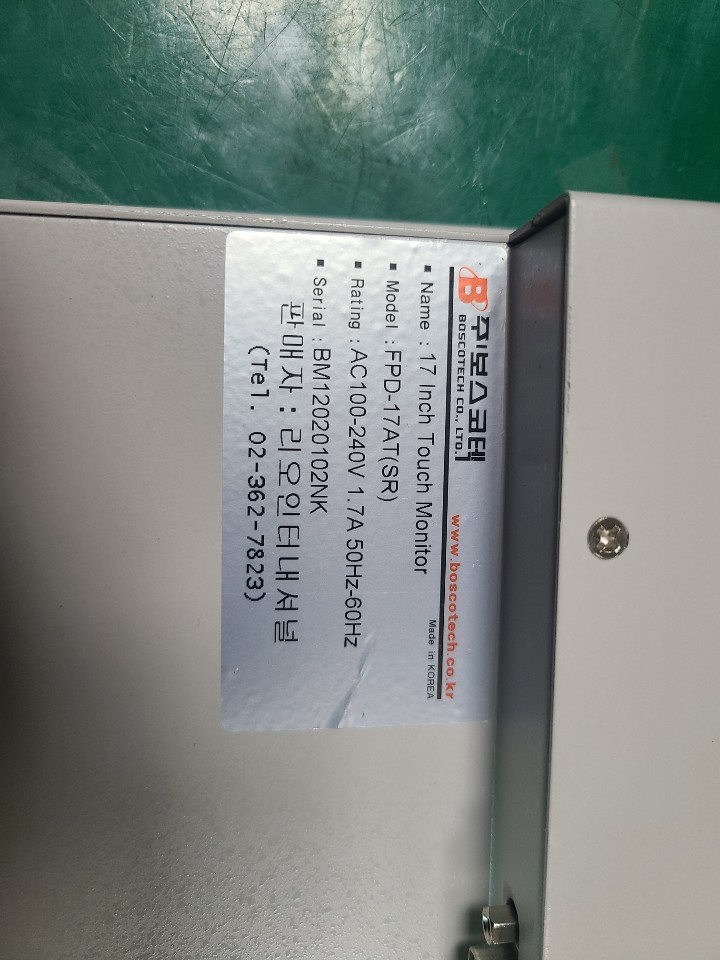 주)보스코텍
BOSCOTECH CO., LTD.
www.boscotech.co.kr
Made in KOREA
▪ Name : 17 Inch Touch Monitor
▪ Model : FPD-17AT(SR)
▪ Rating : AC100-240V 1.7A 50Hz-60Hz
▪ Serial : BM12020102NK
판매자:리오인터내셔널
(Tel. 02-362-7823)